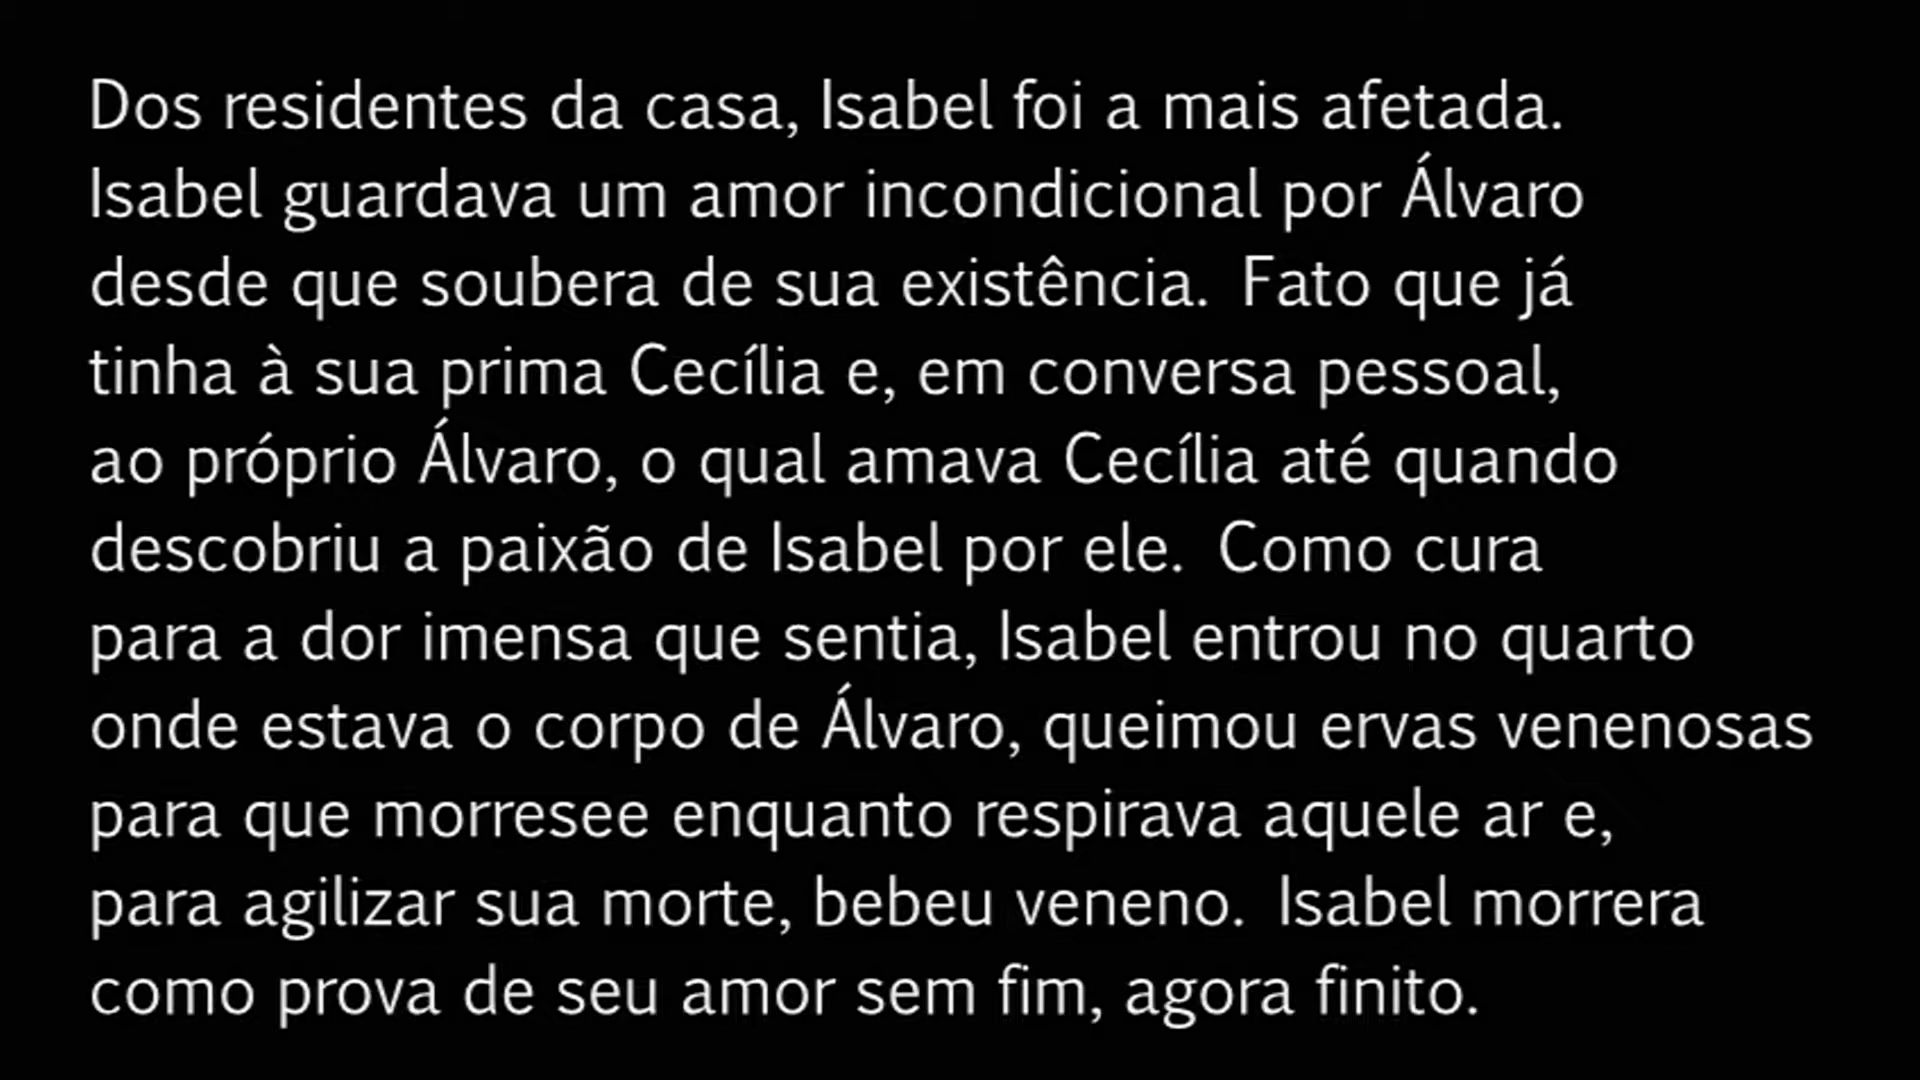 Dos residentes da casa, Isabel foi a mais afetada.
Isabel guardava um amor incondicional por Álvaro
desde que soubera de sua existência. Fato que já
tinha à sua prima Cecília e, em conversa pessoal,
ao próprio Álvaro, o qual amava Cecília até quando
descobriu a paixão de Isabel por ele. Como cura
para a dor imensa que sentia, Isabel entrou no quarto
onde estava o corpo de Álvaro, queimou ervas venenosas
para que morresee enquanto respirava aquele ar e,
para agilizar sua morte, bebeu veneno. Isabel morrera
como prova de seu amor sem fim, agora finito.